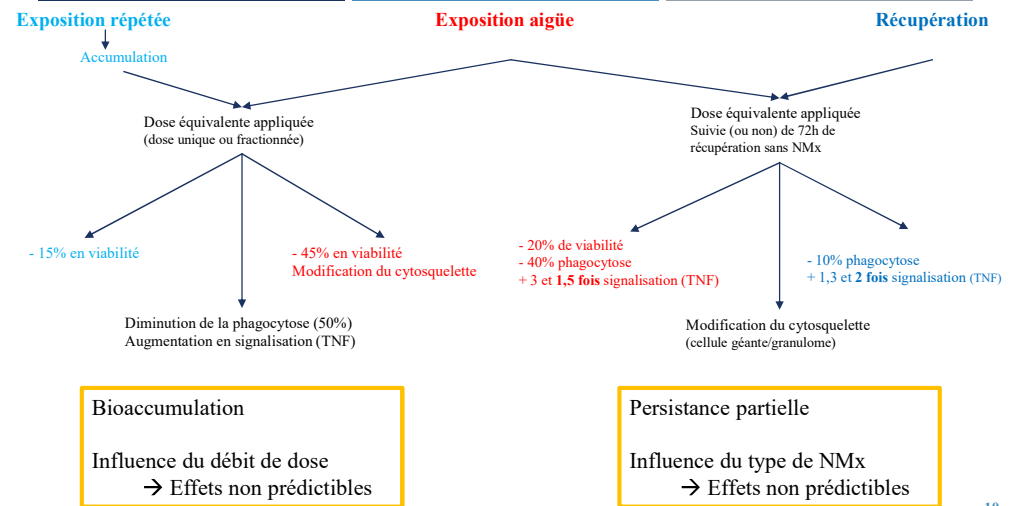 Exposition répétée
Exposition aigüe
Récupération
Accumulation
Dose équivalente appliquée
(dose unique ou fractionnée)
Dose équivalente appliquée
Suivie (ou non) de 72h de
récupération sans NMx
- 15% en viabilité
- 45% en viabilité
Modification du cytosquelette
- 20% de viabilité
- 40% phagocytose
+ 3 et 1,5 fois signalisation (TNF)
- 10% phagocytose
+ 1,3 et 2 fois signalisation (TNF)
Diminution de la phagocytose (50%)
Augmentation en signalisation (TNF)
Modification du cytosquelette
(cellule géante/granulome)
Bioaccumulation
Influence du débit de dose
→ Effets non prédictibles
Persistance partielle
Influence du type de NMx
→ Effets non prédictibles